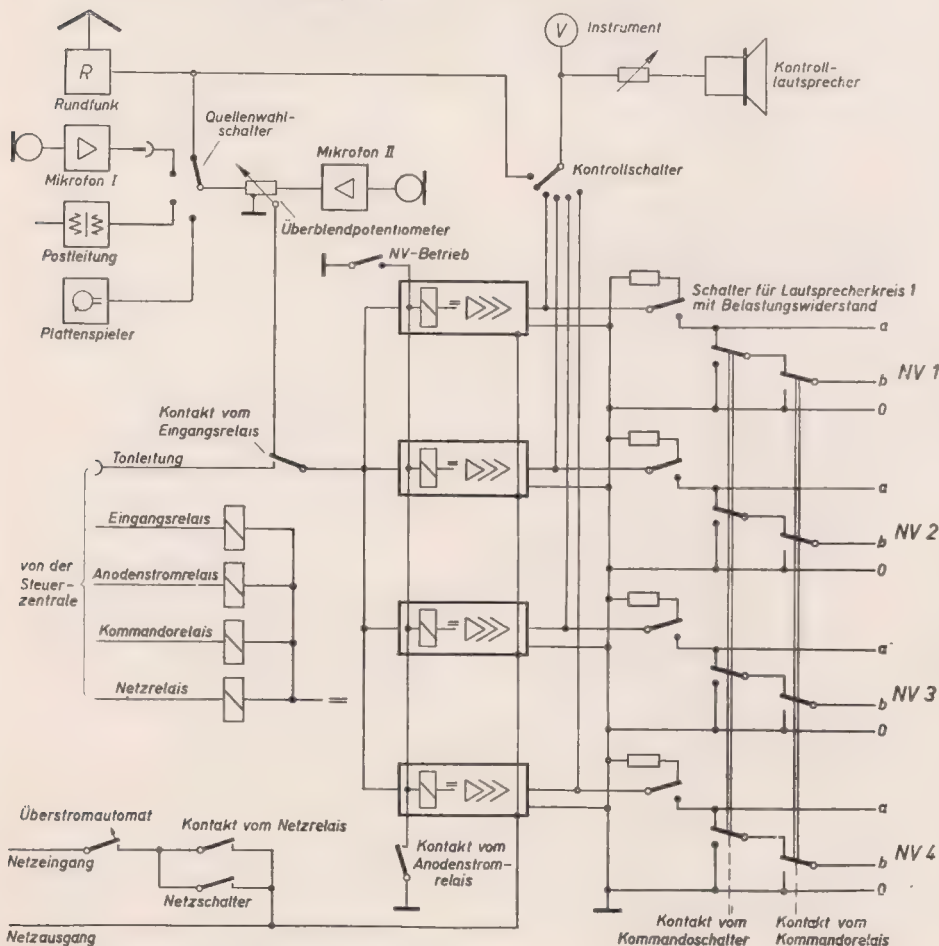 V
Instrument
R
Rundfunk
Kontroll-
lautsprecher
Quellenwahl-
schalter
Mikrofon I
Mikrofon II
Kontrollschalter
Überblendpotentiometer
Postleitung
NV-Betrieb
Plattenspieler
Schalter für Lautsprecherkreis 1
mit Belastungswiderstand
a
b
NV 1
0
Kontakt vom
Eingangsrelais
Tonleitung
a
b
NV 2
0
Eingangsrelais
von der
Steuer-
zentrale
Anodenstromrelais
Kommandorelais
Netzrelais
a
b
NV 3
0
Überstromautomat
Kontakt vom Netzrelais
Netzeingang
Netzschalter
Netzausgang
Kontakt vom
Anodenstrom-
relais
a
b
NV 4
0
Kontakt vom
Kommandoschalter
Kontakt vom
Kommandorelais